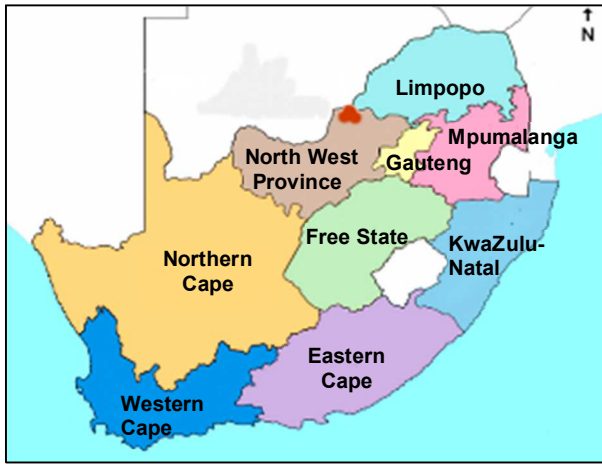 N
Limpopo
Mpumalanga
North West
Province
Gauteng
Free State
KwaZulu-
Natal
Northern
Cape
Eastern
Cape
Western
Cape